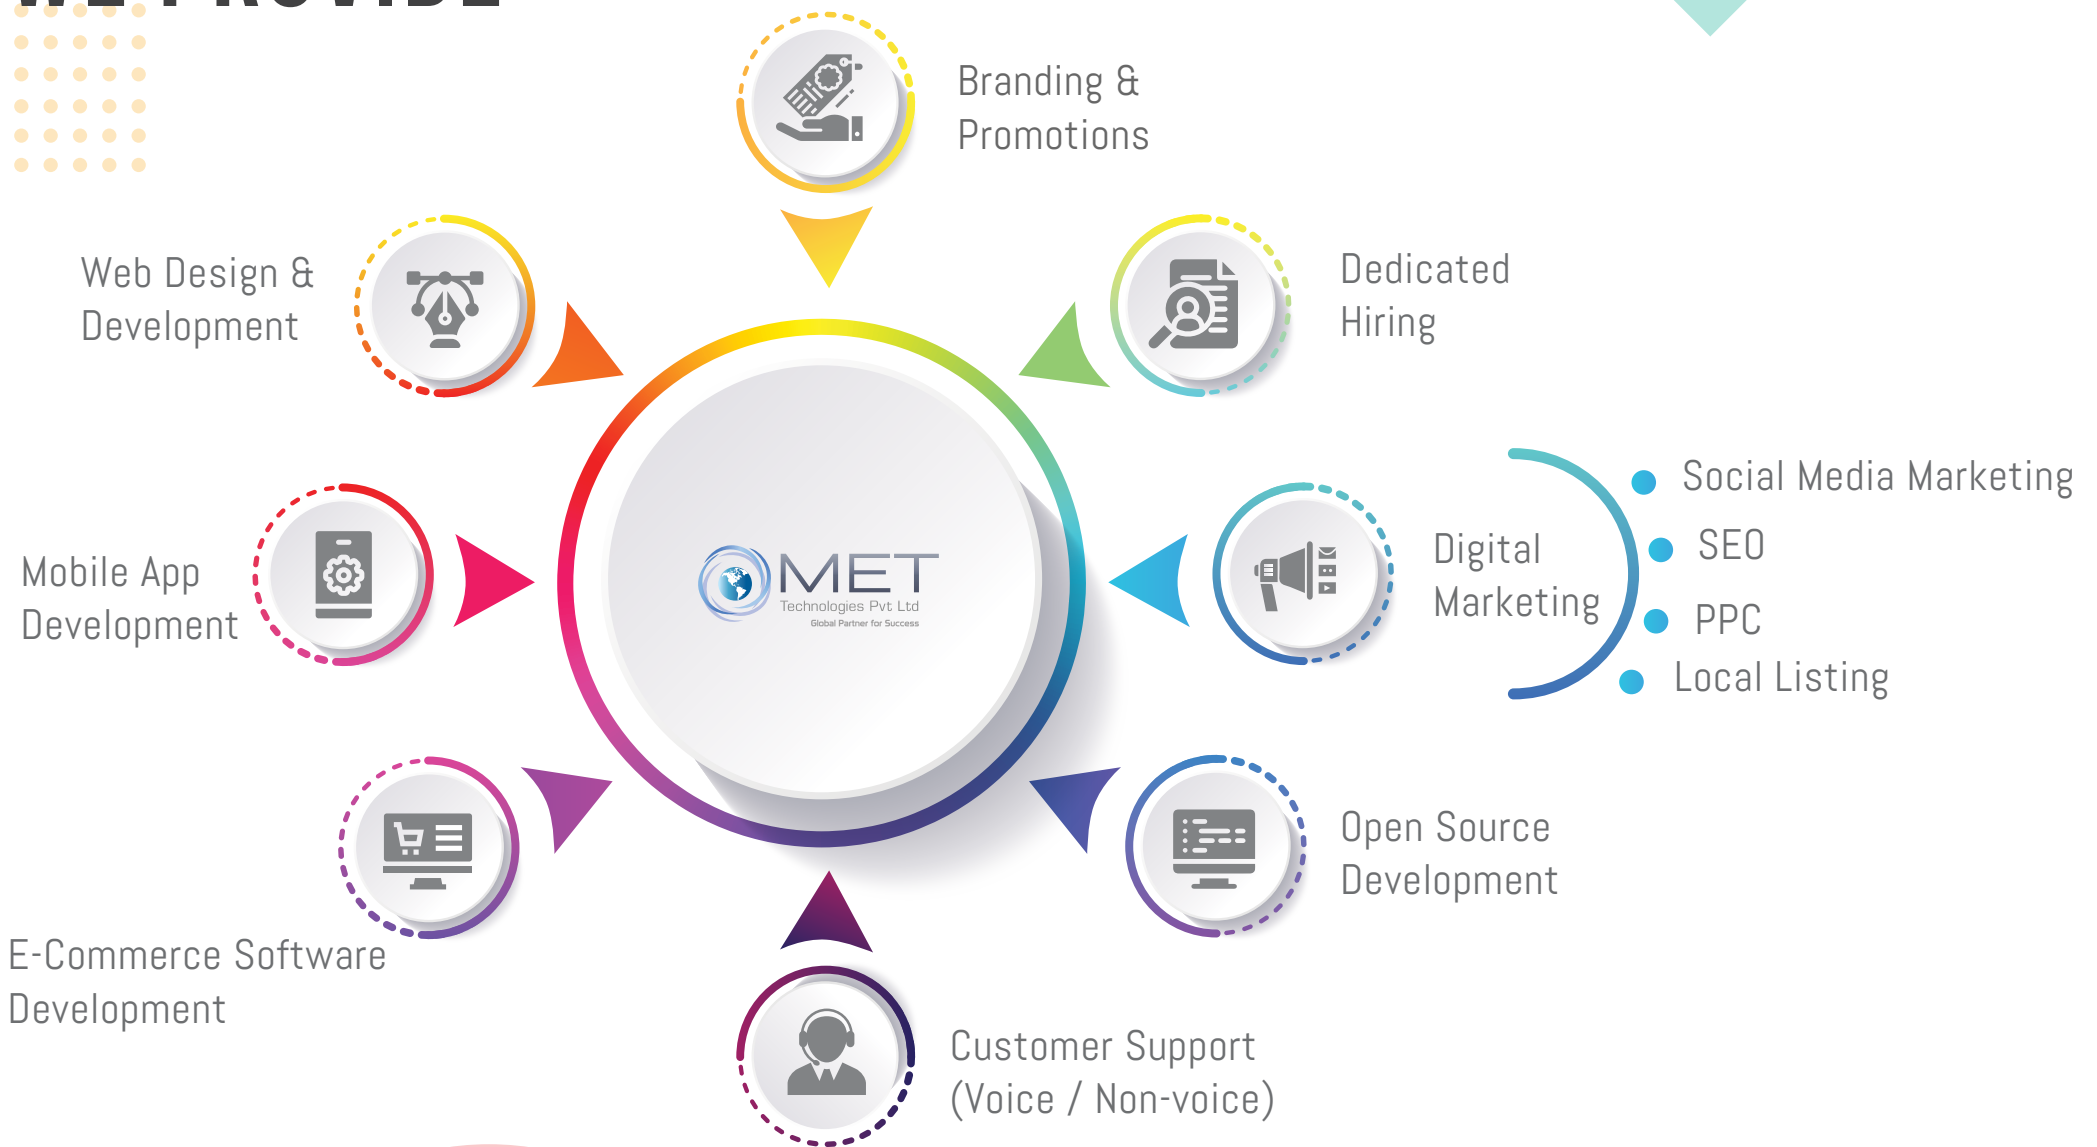 WE PROVIDE
Branding &
Promotions
Web Design &
Development
Dedicated
Hiring
Mobile App
Development
MET
Technologies Pvt Ltd
Global Partner for Success
Digital
Marketing
Social Media Marketing
SEO
PPC
Local Listing
E-Commerce Software
Development
Open Source
Development
Customer Support
(Voice / Non-voice)